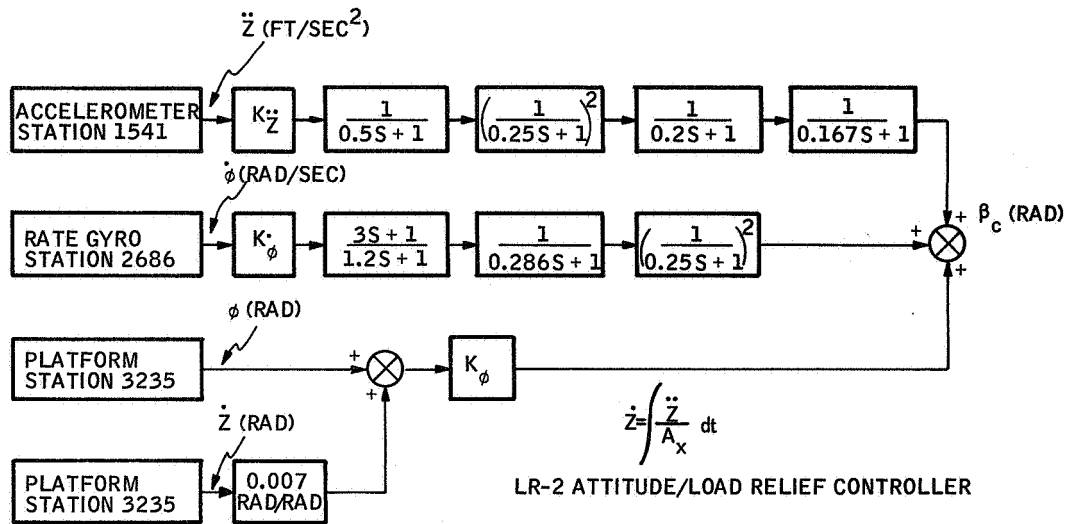 Z̈ (FT/SEC²)
ACCELEROMETER
STATION 1541
K_Z̈
1
0.5S + 1
(1
0.25S + 1)²
1
0.2S + 1
1
0.167S + 1
+
β_c (RAD)
φ̇ (RAD/SEC)
RATE GYRO
STATION 2686
K_φ̇
3S + 1
1.2S + 1
1
0.286S + 1
(1
0.25S + 1)²
+
+
φ (RAD)
PLATFORM
STATION 3235
+
+
K_φ
Ż (RAD)
PLATFORM
STATION 3235
0.007
RAD/RAD
Ż=∫ Z̈/A_x dt
LR-2 ATTITUDE/LOAD RELIEF CONTROLLER